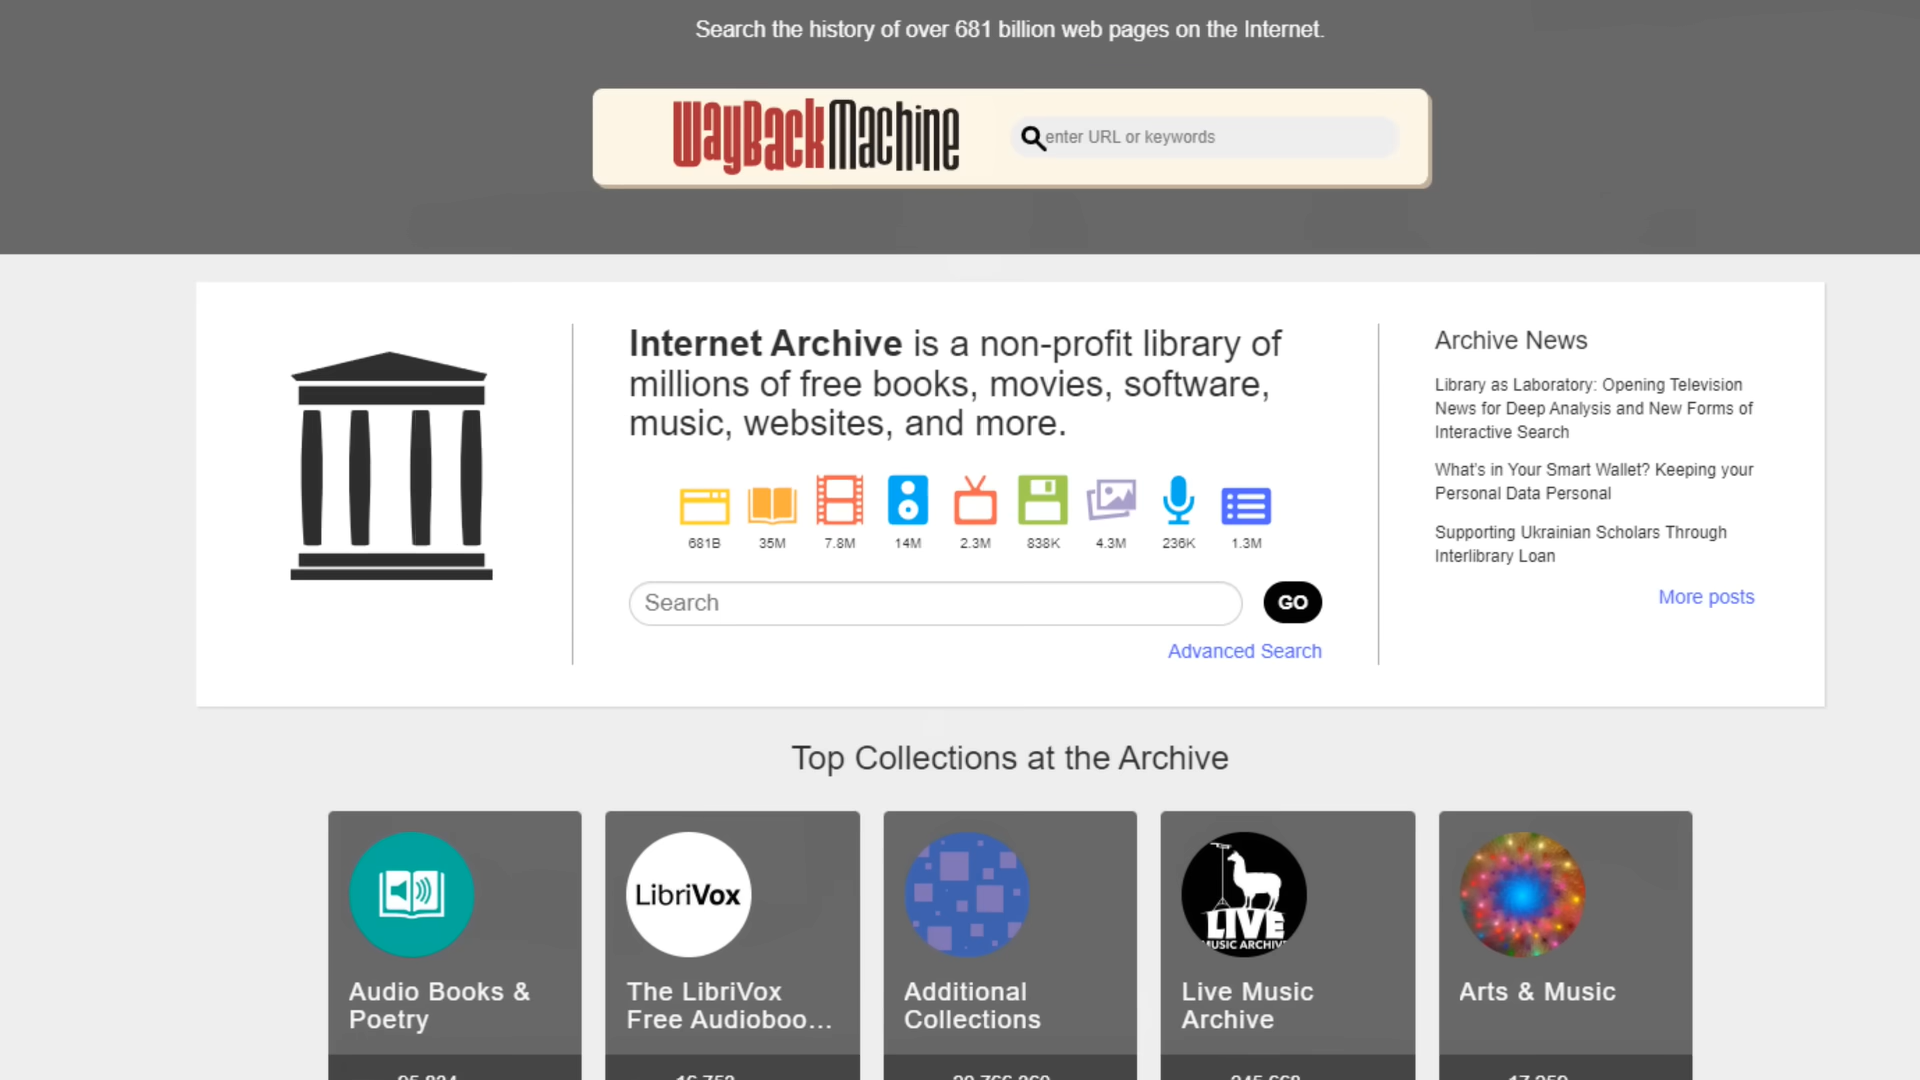 Search the history of over 681 billion web pages on the Internet.
WayBackMachine
enter URL or keywords
Internet Archive is a non-profit library of
millions of free books, movies, software,
music, websites, and more.
681B 35M 7.8M 14M 2.3M 838K 4.3M 236K 1.3M
Search
GO
Advanced Search
Archive News
Library as Laboratory: Opening Television
News for Deep Analysis and New Forms of
Interactive Search
What's in Your Smart Wallet? Keeping your
Personal Data Personal
Supporting Ukrainian Scholars Through
Interlibrary Loan
More posts
Top Collections at the Archive
Audio Books &
Poetry
LibriVox
The LibriVox
Free Audioboo...
Additional
Collections
LIVE
MUSIC ARCHIVE
Live Music
Archive
Arts & Music